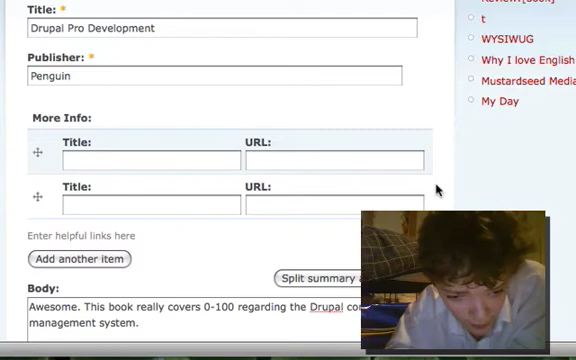 Title: *
Review[book]
Drupal Pro Development
t
WYSIWUG
Publisher: *
Why I love English
Penguin
Mustardseed Media
My Day
More Info:
Title: URL:
Title: URL:
Enter helpful links here
Add another item
Split summary a
Body:
Awesome. This book really covers 0-100 regarding the Drupal co
management system.